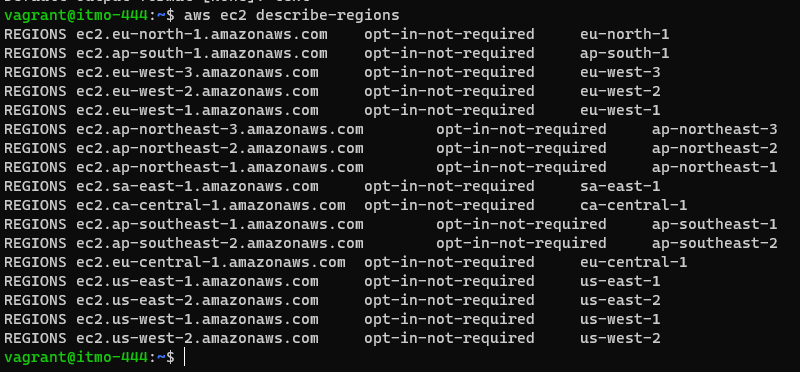 Default output format [None]: text
vagrant@itmo-444:~$ aws ec2 describe-regions
REGIONS ec2.eu-north-1.amazonaws.com opt-in-not-required eu-north-1
REGIONS ec2.ap-south-1.amazonaws.com opt-in-not-required ap-south-1
REGIONS ec2.eu-west-3.amazonaws.com opt-in-not-required eu-west-3
REGIONS ec2.eu-west-2.amazonaws.com opt-in-not-required eu-west-2
REGIONS ec2.eu-west-1.amazonaws.com opt-in-not-required eu-west-1
REGIONS ec2.ap-northeast-3.amazonaws.com opt-in-not-required ap-northeast-3
REGIONS ec2.ap-northeast-2.amazonaws.com opt-in-not-required ap-northeast-2
REGIONS ec2.ap-northeast-1.amazonaws.com opt-in-not-required ap-northeast-1
REGIONS ec2.sa-east-1.amazonaws.com opt-in-not-required sa-east-1
REGIONS ec2.ca-central-1.amazonaws.com opt-in-not-required ca-central-1
REGIONS ec2.ap-southeast-1.amazonaws.com opt-in-not-required ap-southeast-1
REGIONS ec2.ap-southeast-2.amazonaws.com opt-in-not-required ap-southeast-2
REGIONS ec2.eu-central-1.amazonaws.com opt-in-not-required eu-central-1
REGIONS ec2.us-east-1.amazonaws.com opt-in-not-required us-east-1
REGIONS ec2.us-east-2.amazonaws.com opt-in-not-required us-east-2
REGIONS ec2.us-west-1.amazonaws.com opt-in-not-required us-west-1
REGIONS ec2.us-west-2.amazonaws.com opt-in-not-required us-west-2
vagrant@itmo-444:~$